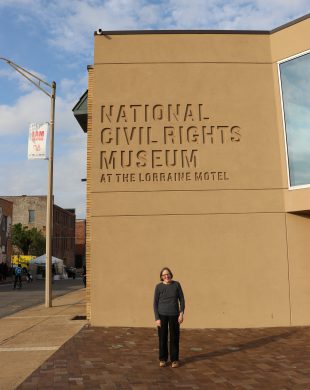 NATIONAL
CIVIL RIGHTS
MUSEUM
AT THE LORRAINE MOTEL